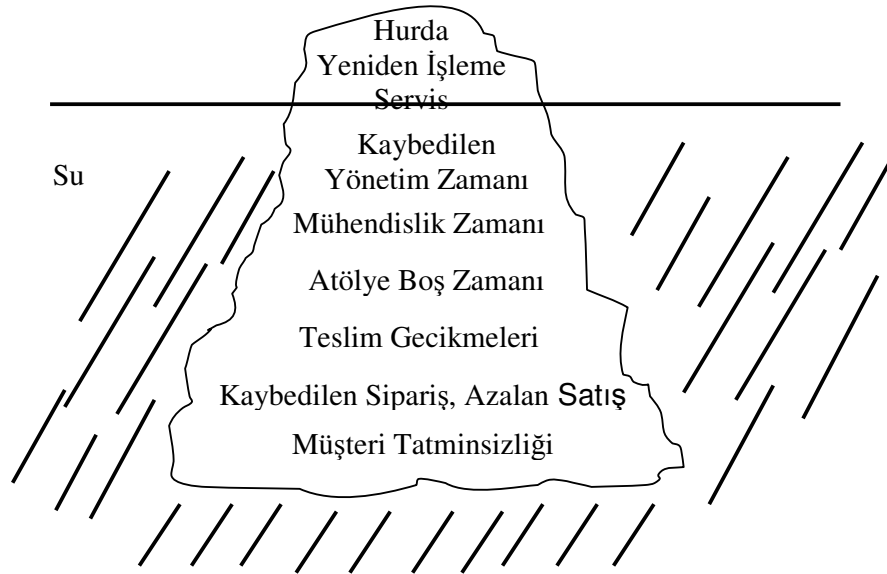 Hurda
Yeniden İşleme
Servis
Kaybedilen
Su
Yönetim Zamanı
Mühendislik Zamanı
Atölye Boş Zamanı
Teslim Gecikmeleri
Kaybedilen Sipariş, Azalan Satış
Müşteri Tatminsizliği